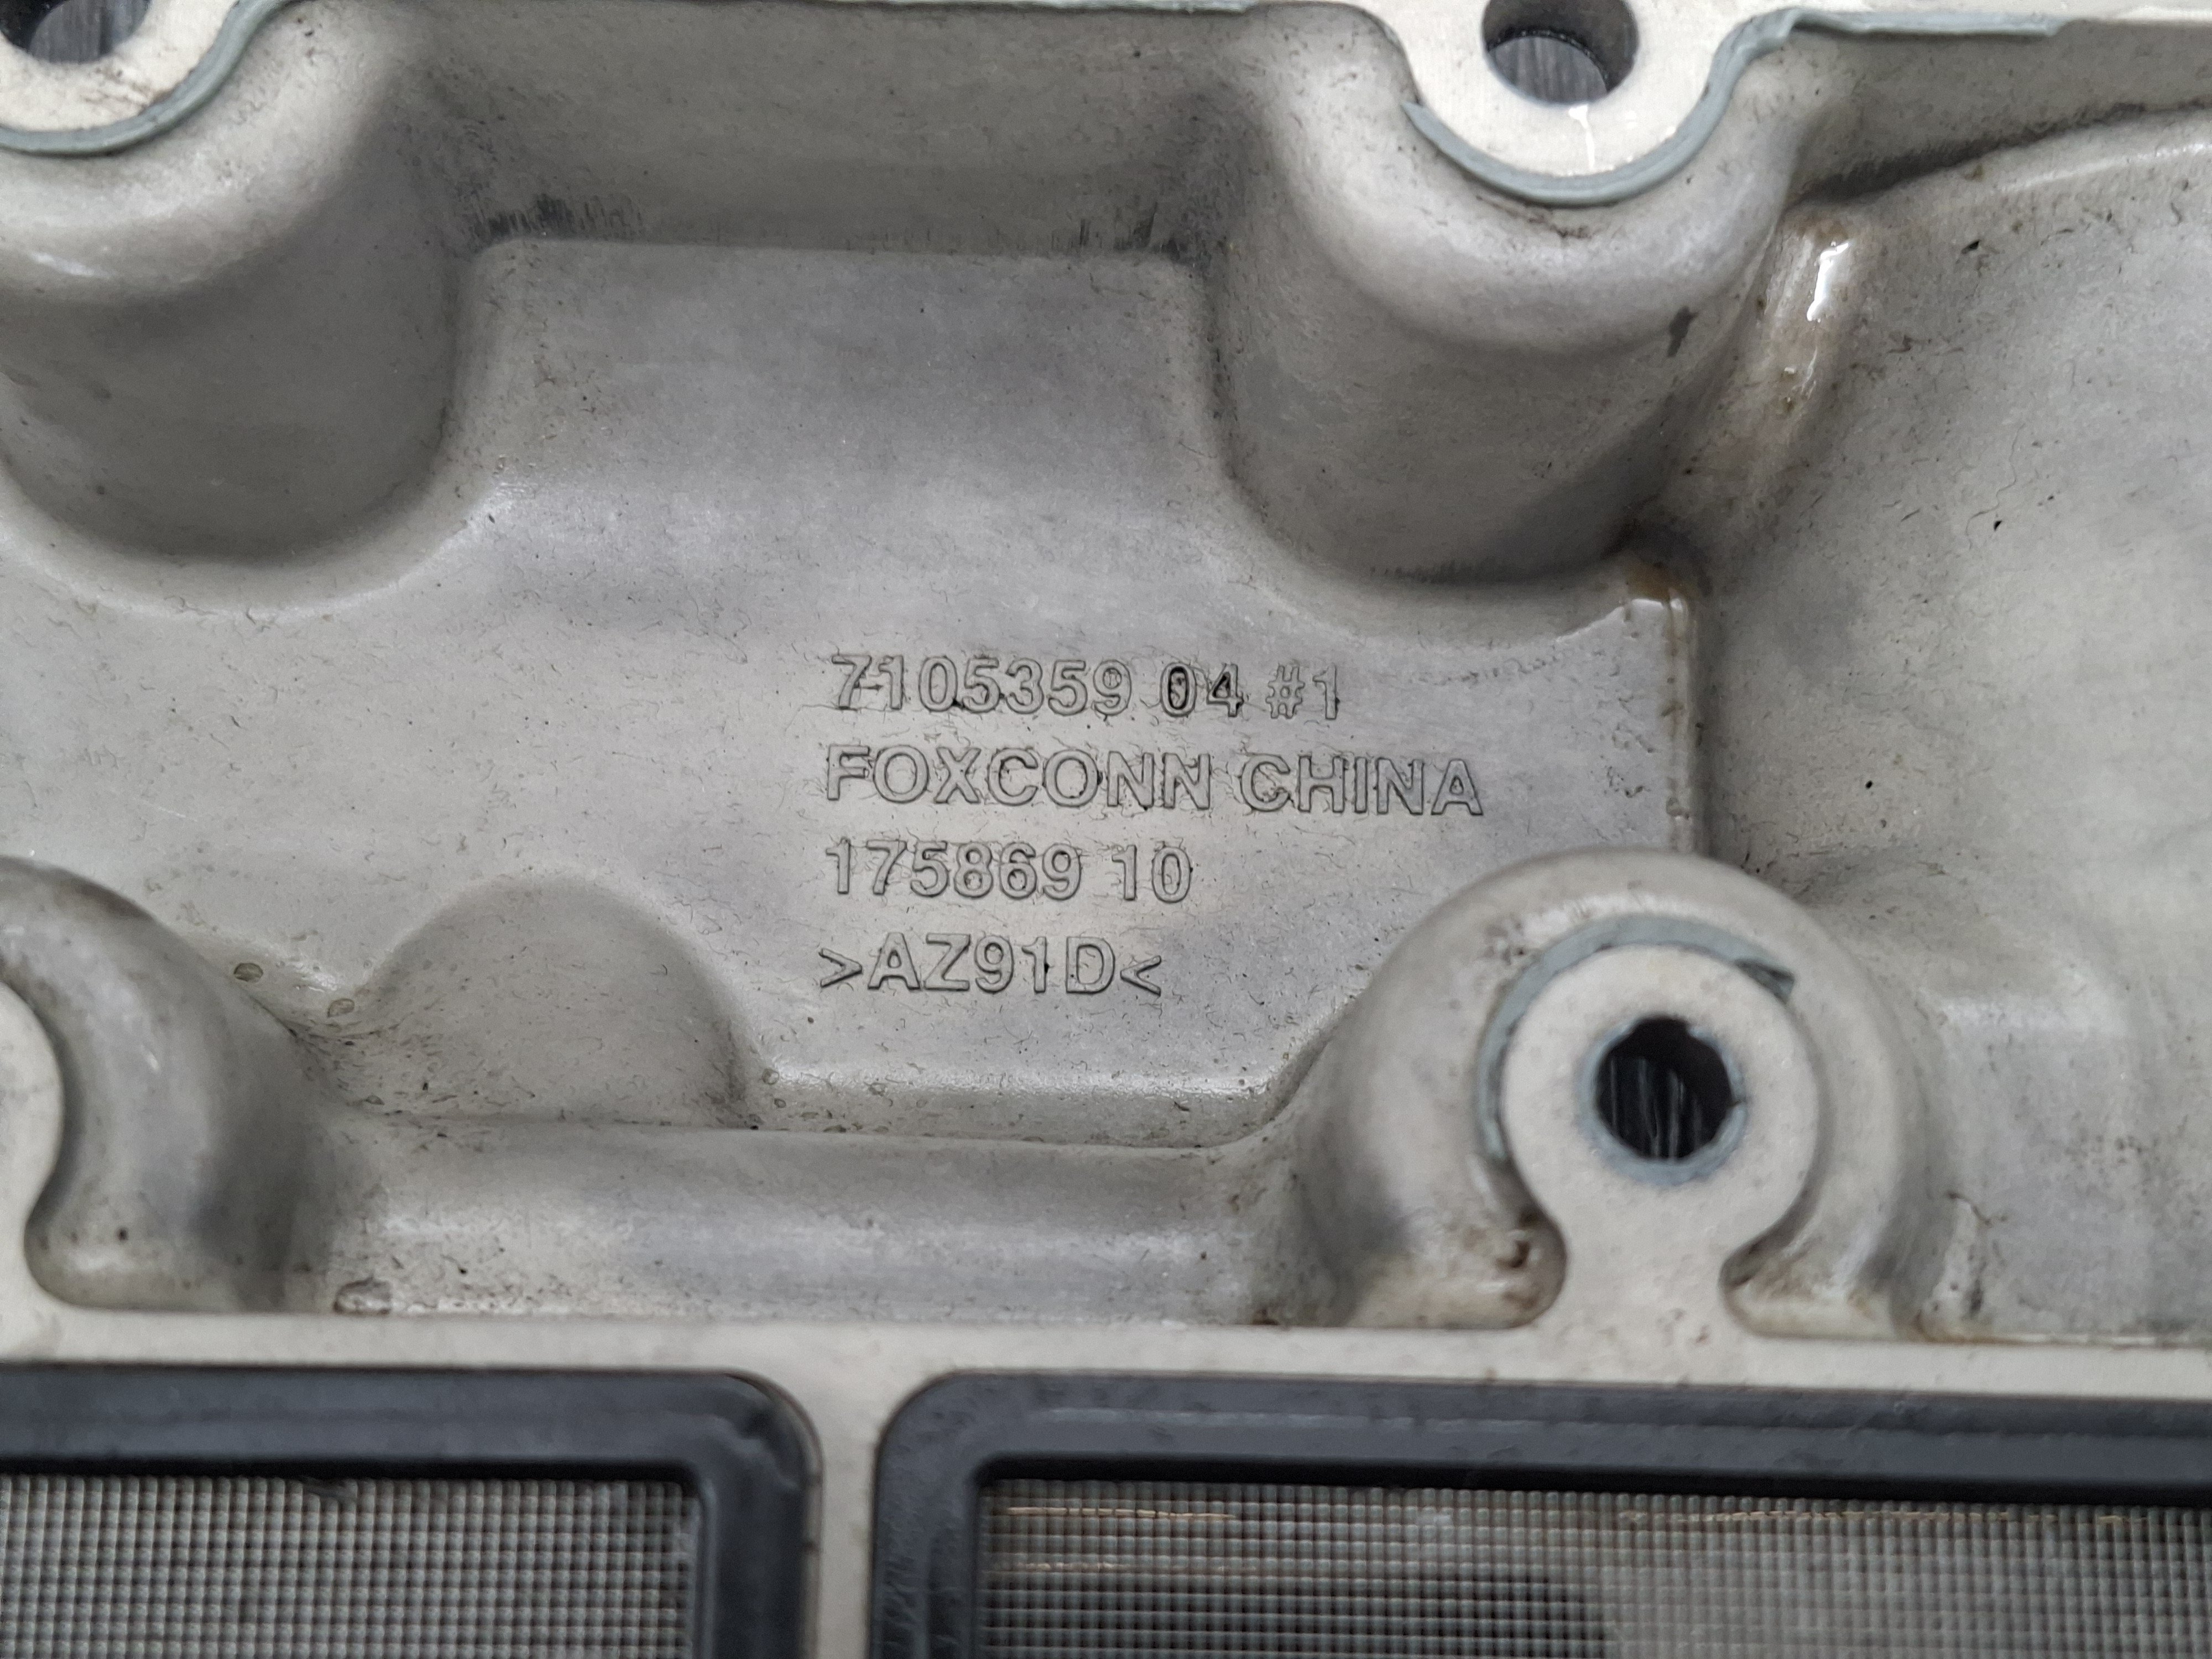 7105359 04 #1
FOXCONN CHINA
175869 10
>AZ91D<